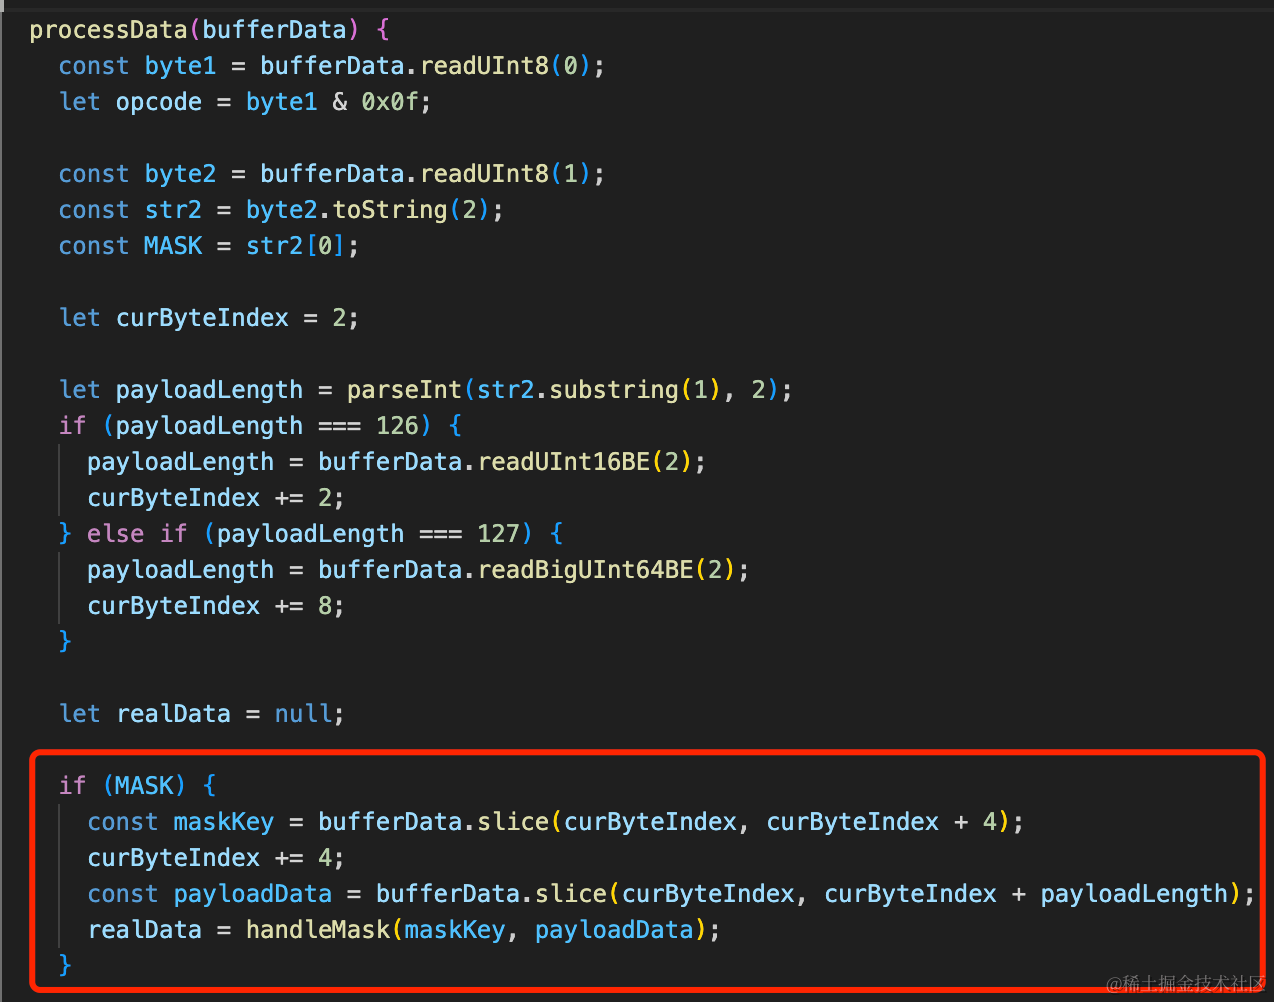 processData(bufferData) {
const byte1 = bufferData.readUInt8(0);
let opcode = byte1 & 0x0f;
const byte2 = bufferData.readUInt8(1);
const str2 = byte2.toString(2);
const MASK = str2[0];
let curByteIndex = 2;
let payloadLength = parseInt(str2.substring(1), 2);
if (payloadLength === 126) {
payloadLength = bufferData.readUInt16BE(2);
curByteIndex += 2;
} else if (payloadLength === 127) {
payloadLength = bufferData.readBigUInt64BE(2);
curByteIndex += 8;
}
let realData = null;
if (MASK) {
const maskKey = bufferData.slice(curByteIndex, curByteIndex + 4);
curByteIndex += 4;
const payloadData = bufferData.slice(curByteIndex, curByteIndex + payloadLength);
realData = handleMask(maskKey, payloadData);
}
@稀土掘金技术社区